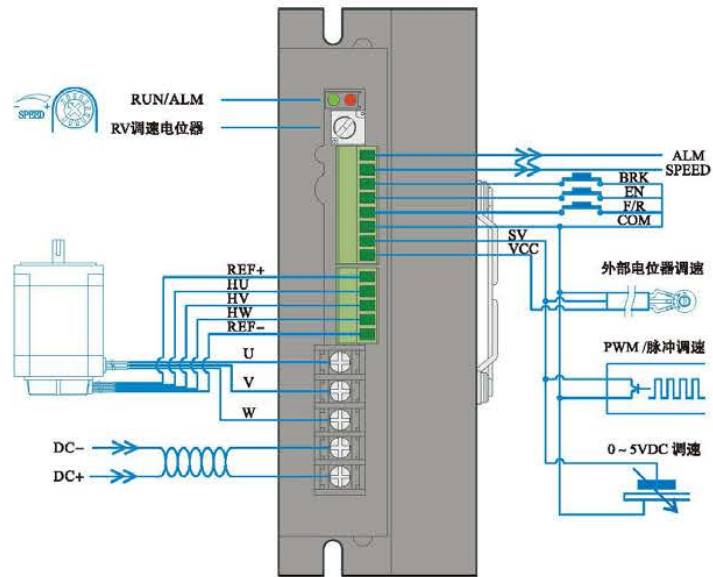 RUN/ALM
- SPEED +
RV调速电位器
ALM
SPEED
BRK
EN
F/R
COM
SV
VCC
外部电位器调速
REF+
HU
HV
HW
REF-
U
V
W
PWM/脉冲调速
DC-
DC+
0~5VDC 调速